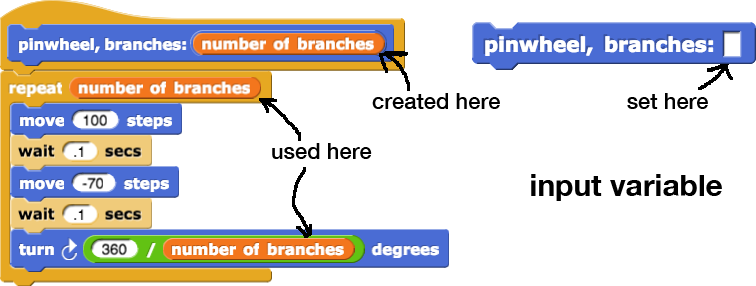 pinwheel, branches: number of branches
pinwheel, branches:
repeat number of branches
created here
set here
move 100 steps
wait .1 secs
used here
move -70 steps
input variable
wait .1 secs
turn 360 / number of branches degrees